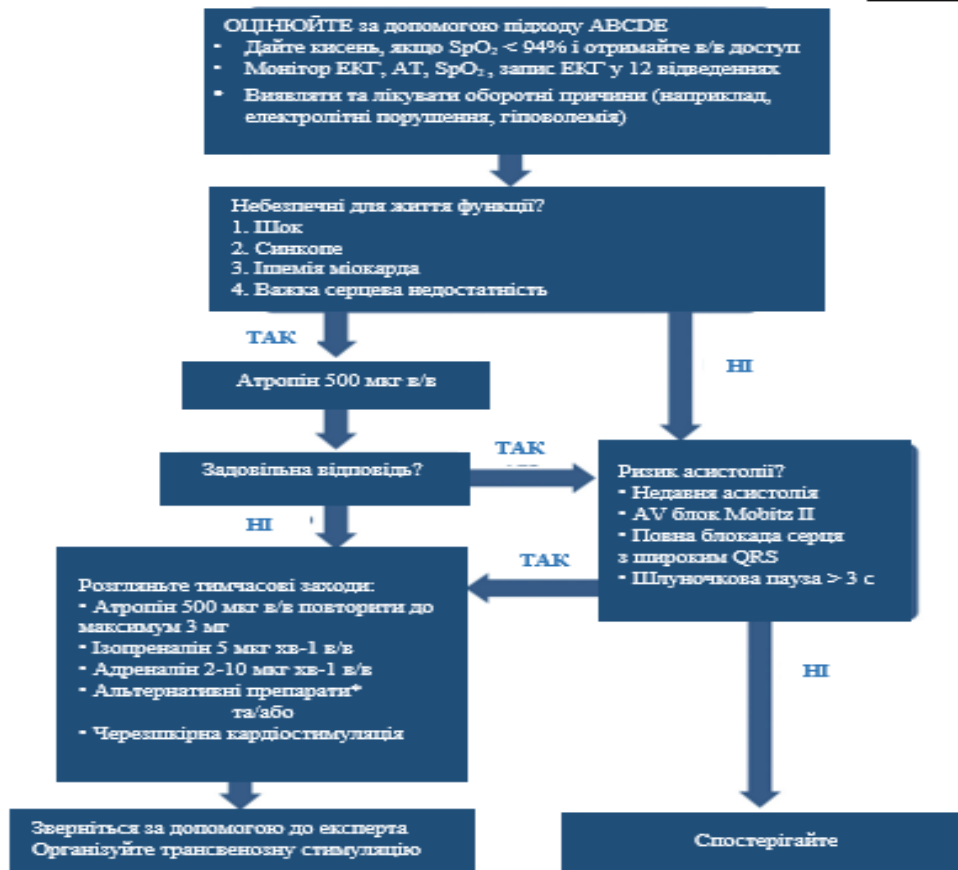 ОЦІНЮЙТЕ за допомогою підходу ABCDE
• Дайте кисень, якщо SpO₂ < 94% і отримайте в/в доступ
• Монітор ЕКГ, АТ, SpO₂ , запис ЕКГ у 12 відведеннях
• Виявляти та лікувати оборотні причини (наприклад,
електролітні порушення, гіповолемія)
Небезпечні для життя функції?
1. Шок
2. Синкопе
3. Ішемія міокарда
4. Важка серцева недостатність
ТАК
НІ
Атропін 500 мкг в/в
Задовільна відповідь?
ТАК
НІ
Ризик асистолії?
• Недавня асистолія
• AV блок Mobitz II
• Повна блокада серця
з широким QRS
• Шлуночкова пауза > 3 с
ТАК
НІ
Розгляньте тимчасові заходи:
• Атропін 500 мкг в/в повторити до
максимум 3 мг
• Ізопреналін 5 мкг хв-1 в/в
• Адреналін 2-10 мкг хв-1 в/в
• Альтернативні препарати*
та/або
• Черезшкірна кардіостимуляція
Зверніться за допомогою до експерта
Організуйте трансвенозну стимуляцію
Спостерігайте